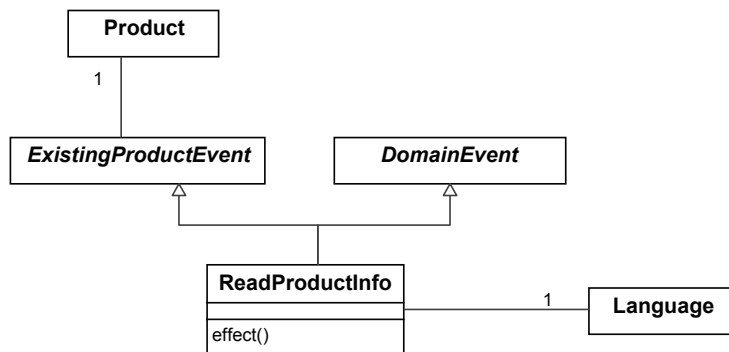 Product
1
ExistingProductEvent
DomainEvent
ReadProductInfo
1
Language
effect()